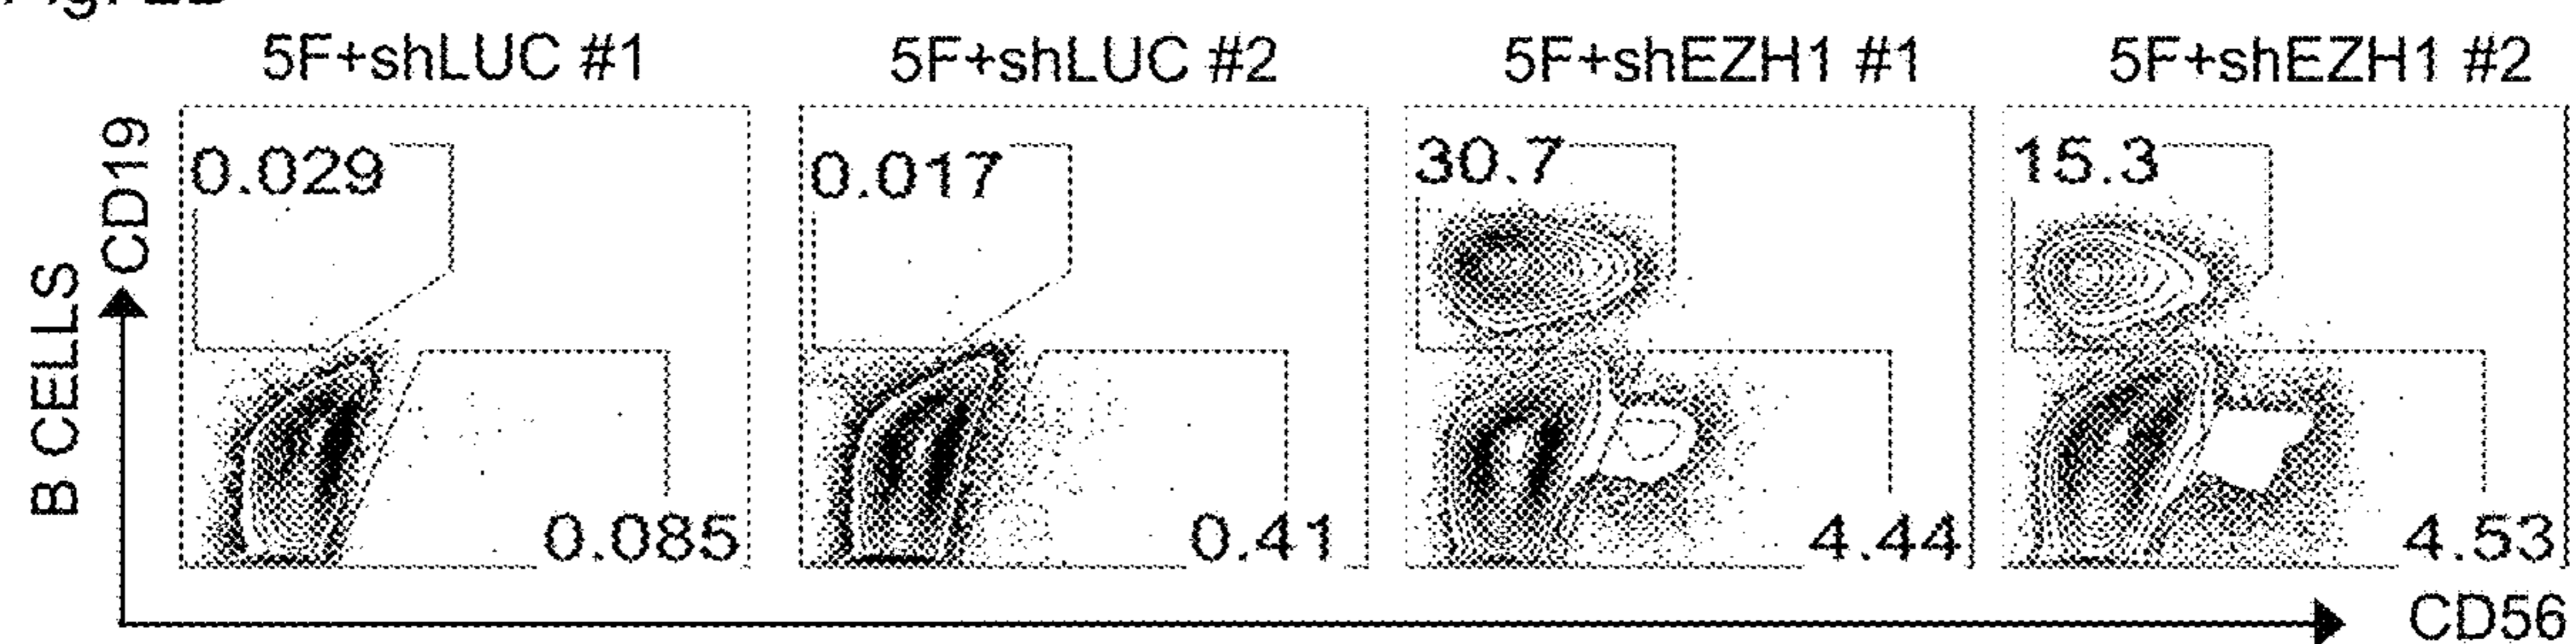 5F+shLUC #1
5F+shLUC #2
5F+shEZH1 #1
5F+shEZH1 #2
B CELLS
CD19
0.029
0.085
0.017
0.41
30.7
4.44
15.3
4.53
CD56